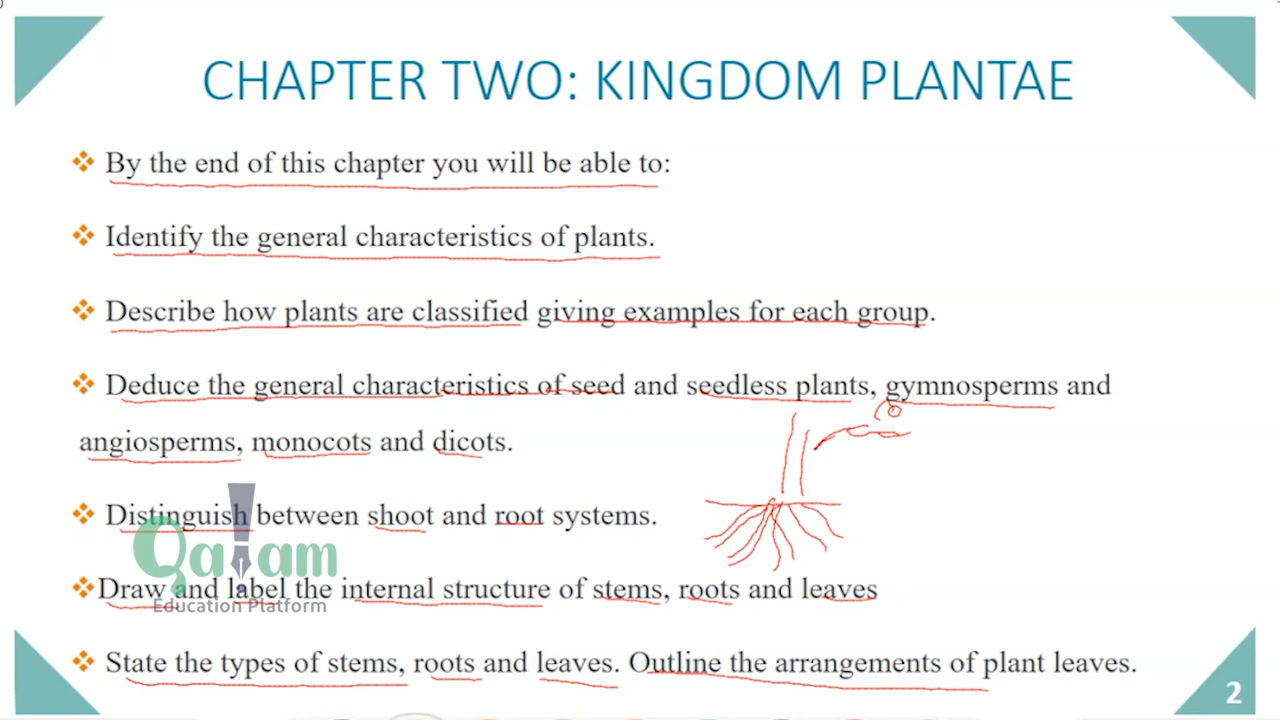 CHAPTER TWO: KINGDOM PLANTAE
By the end of this chapter you will be able to:
Identify the general characteristics of plants.
Describe how plants are classified giving examples for each group.
Deduce the general characteristics of seed and seedless plants, gymnosperms and
angiosperms, monocots and dicots.
Distinguish between shoot and root systems.
Qalam
Draw and label the internal structure of stems, roots and leaves
Education Platform
State the types of stems, roots and leaves. Outline the arrangements of plant leaves.
2